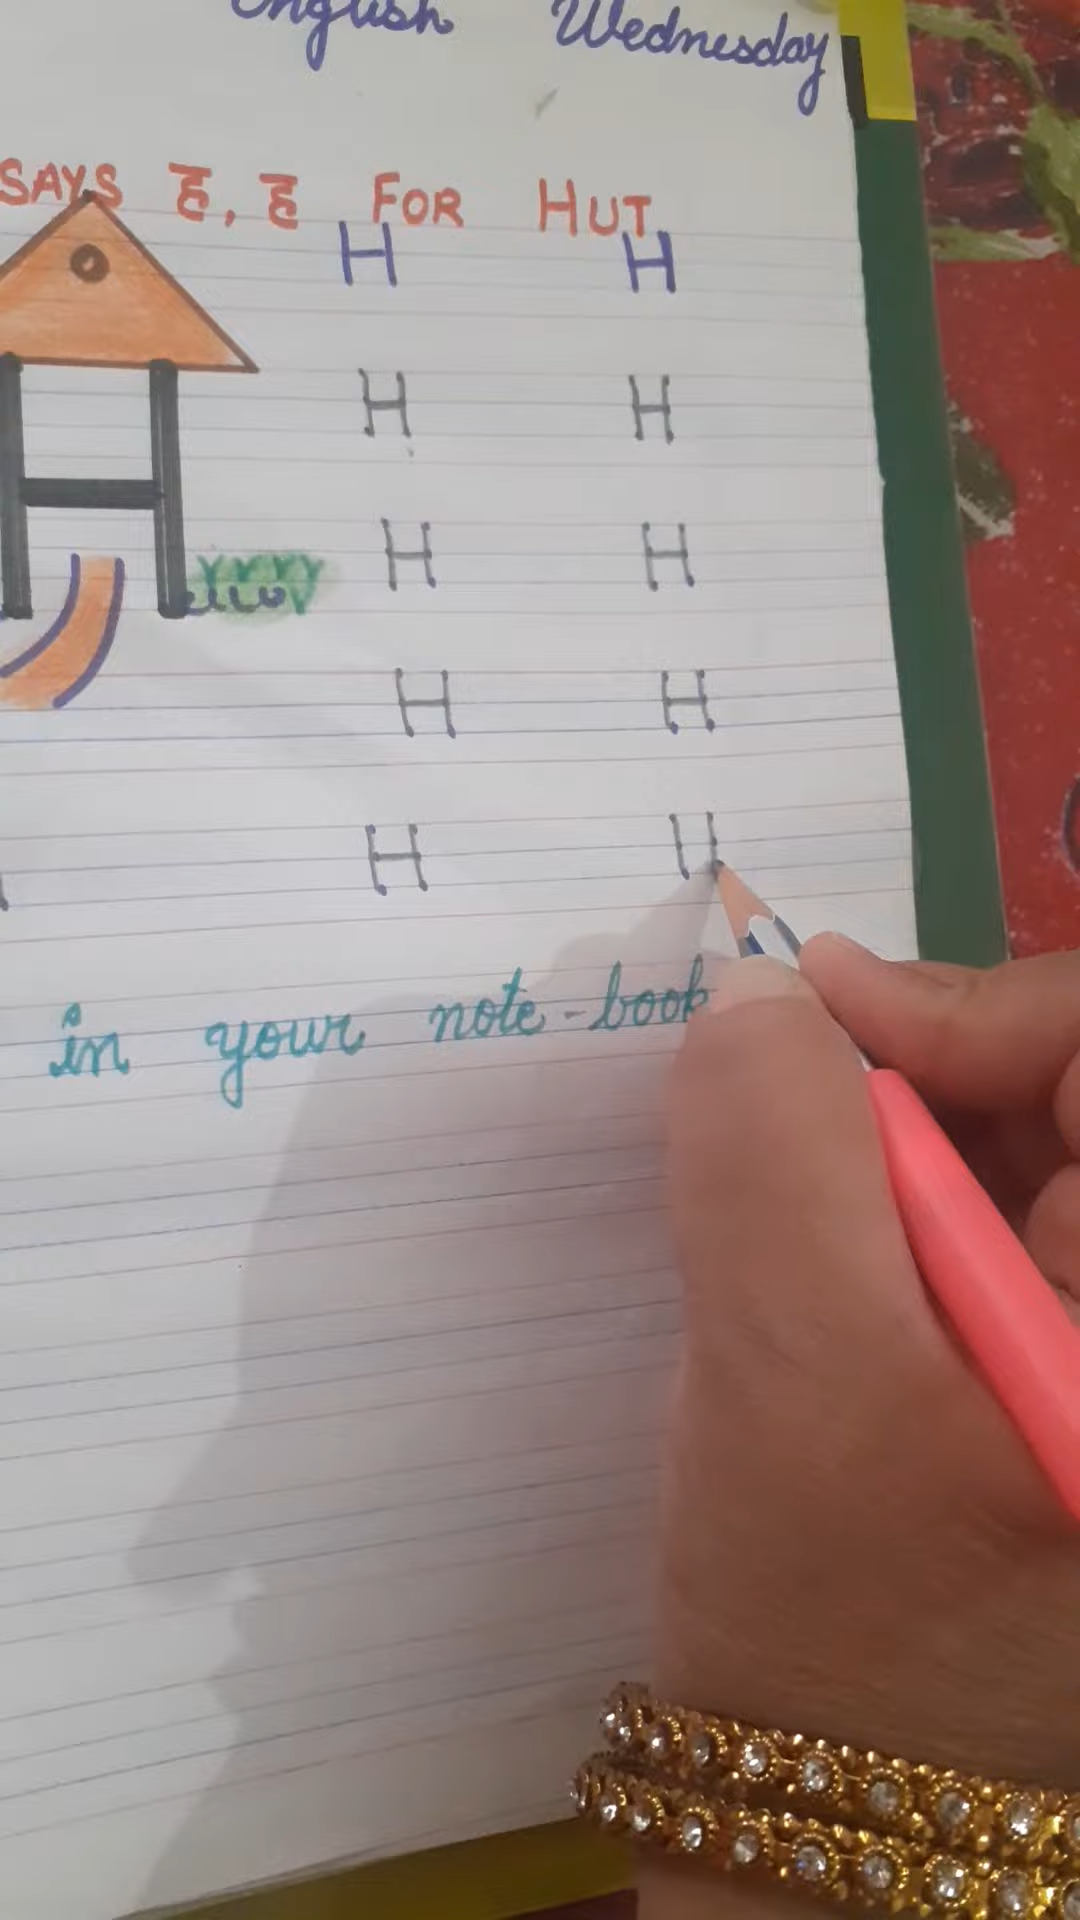 English Wednesday
SAYS ह, ह FOR HUT
H H
H H
H H
H H
H
in your note-book